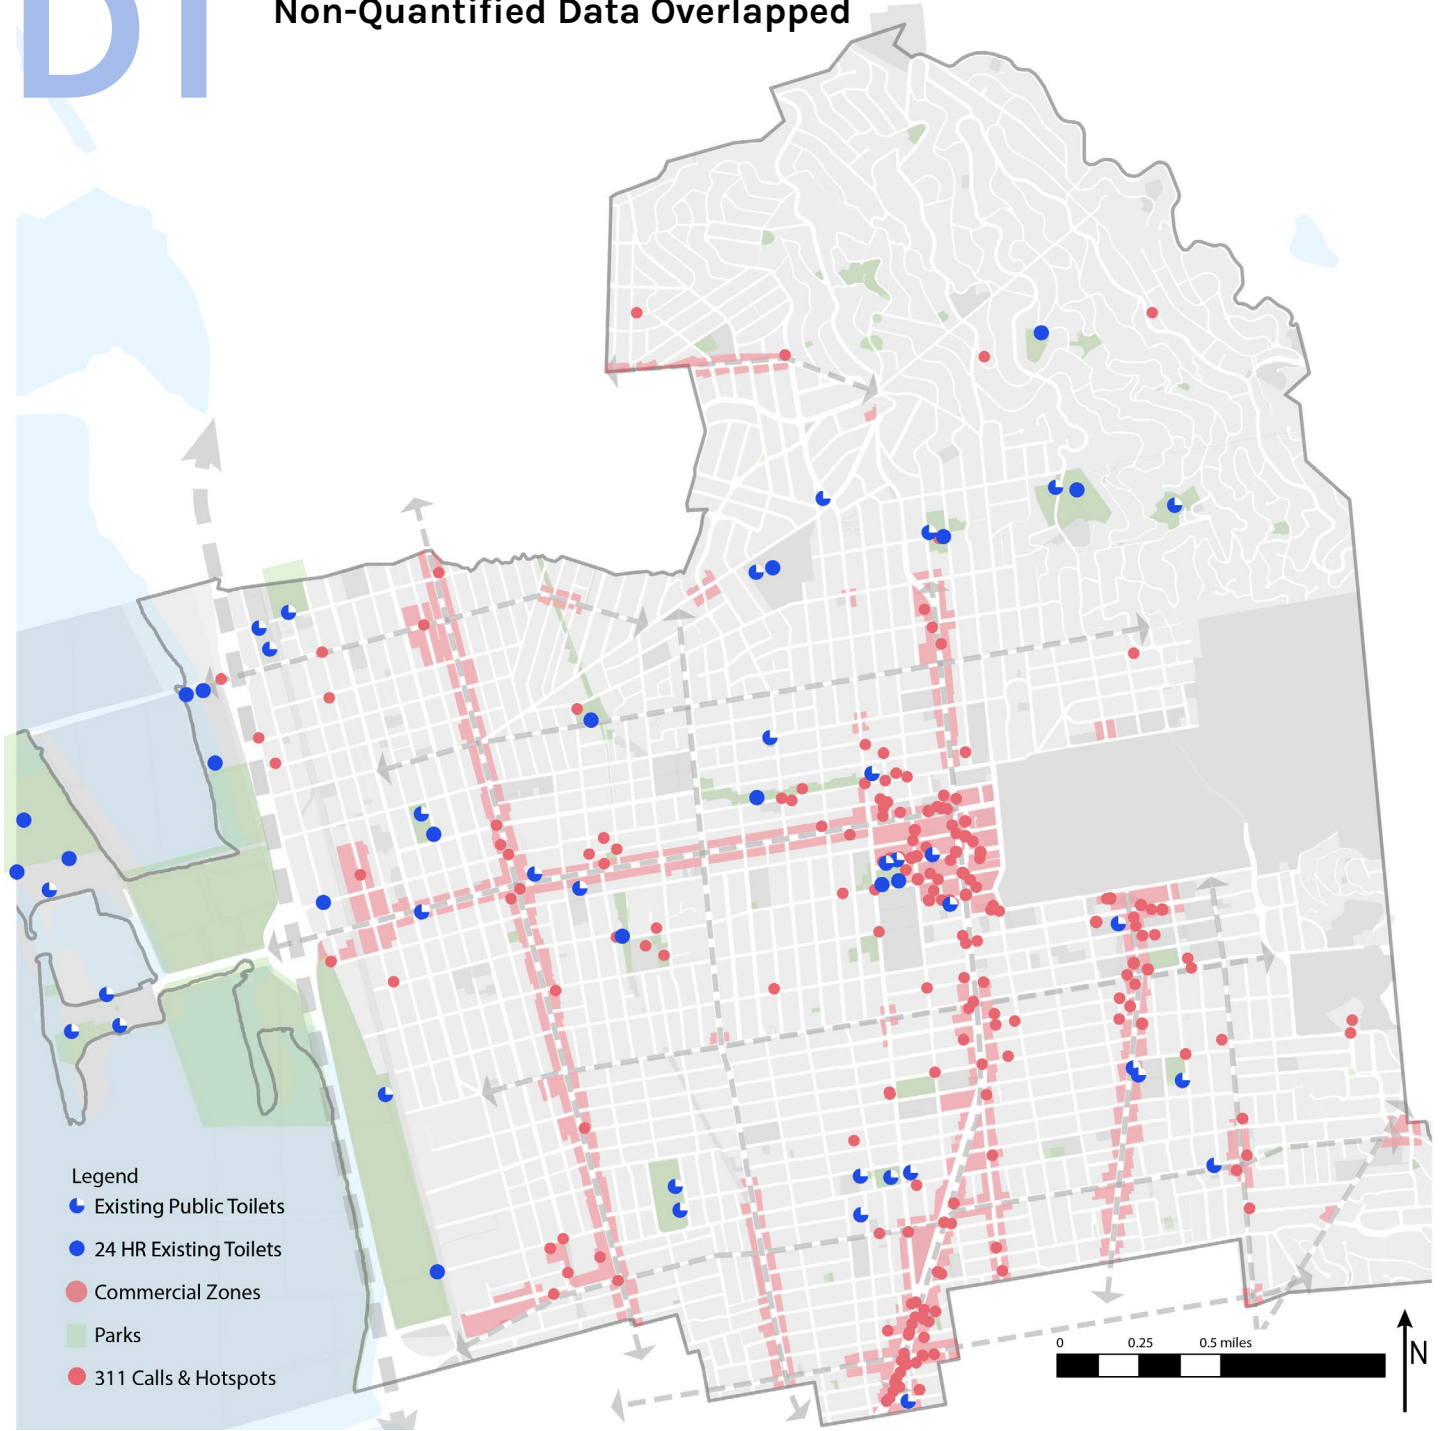 Non-Quantified Data Overlapped
Legend
Existing Public Toilets
24 HR Existing Toilets
Commercial Zones
Parks
311 Calls & Hotspots
0 0.25 0.5 miles
N